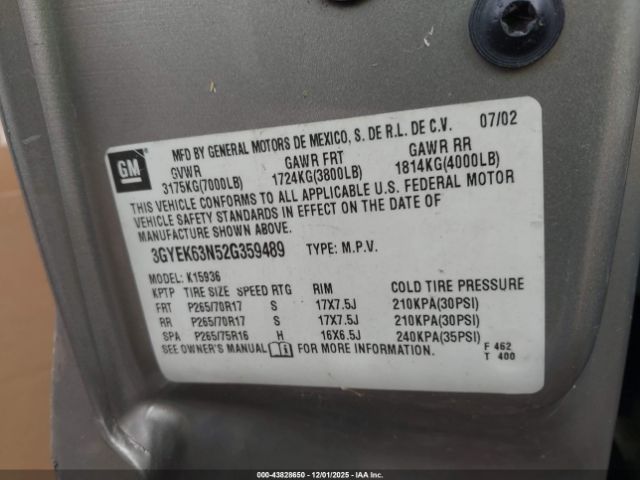 GM
MFD BY GENERAL MOTORS DE MEXICO, S. DE R.L. DE C.V. 07/02
GVWR GAWR FRT GAWR RR
3175KG(7000LB) 1724KG(3800LB) 1814KG(4000LB)
THIS VEHICLE CONFORMS TO ALL APPLICABLE U.S. FEDERAL MOTOR
VEHICLE SAFETY STANDARDS IN EFFECT ON THE DATE OF
MANUFACTURE SHOWN ABOVE.
3GYEK63N52G359489 TYPE: M.P.V.
MODEL: K15936
KPTP TIRE SIZE SPEED RTG RIM COLD TIRE PRESSURE
FRT P265/70R17 S 17X7.5J 210KPA(30PSI)
RR P265/70R17 S 17X7.5J 210KPA(30PSI)
SPA P265/75R16 H 16X6.5J 240KPA(35PSI)
SEE OWNER'S MANUAL FOR MORE INFORMATION.
F 462
T 400
000-43828650 | 12/01/2025 - IAA Inc.